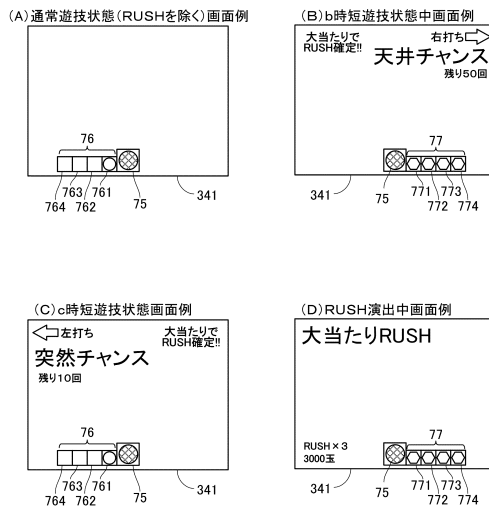 (A)通常遊技状態(RUSHを除く)画面例
76
763
761
764
762
75
341
(B)b時短遊技状態中画面例
大当たりで
RUSH確定!!
右打ち
天井チャンス
残り50回
77
341
75
771
773
772
774
(C)c時短遊技状態画面例
左打ち
大当たりで
RUSH確定!!
突然チャンス
残り10回
76
763
761
764
762
75
341
(D)RUSH演出中画面例
大当たりRUSH
RUSH×3
3000玉
77
341
75
771
773
772
774